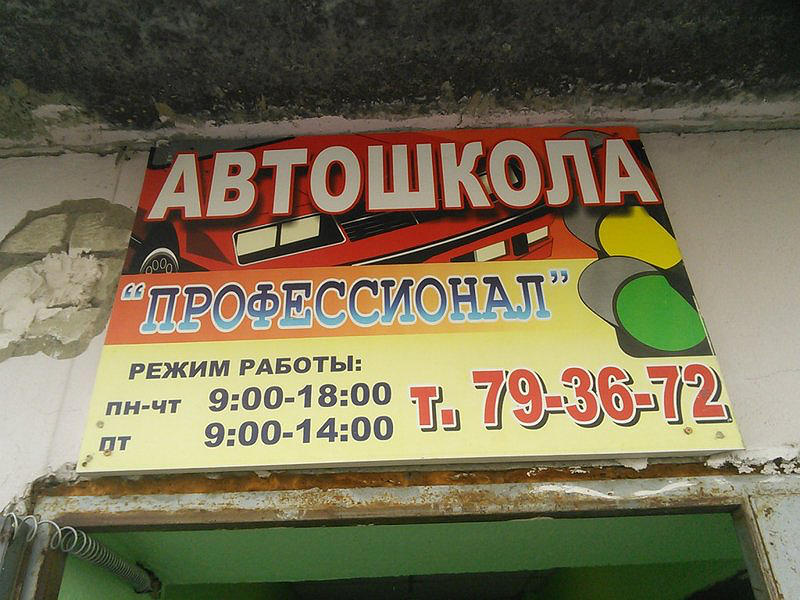 АВТОШКОЛА
“ПРОФЕССИОНАЛ”
РЕЖИМ РАБОТЫ:
пн-чт 9:00-18:00
пт 9:00-14:00
т. 79-36-72